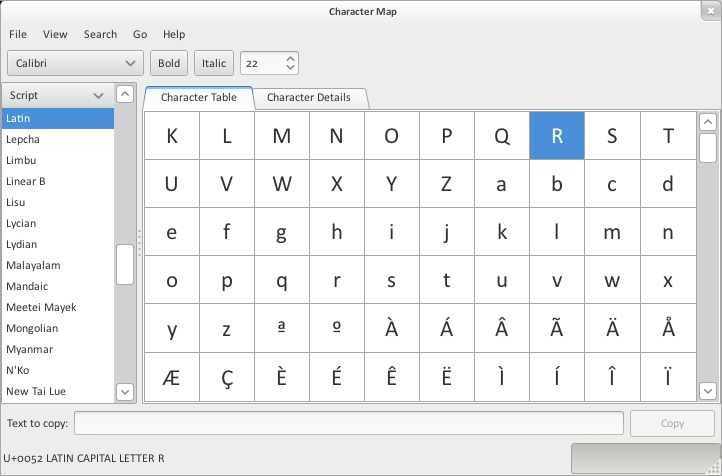 Character Map
File View Search Go Help
Calibri Bold Italic 22
Script
Latin
Lepcha
Limbu
Linear B
Lisu
Lycian
Lydian
Malayalam
Mandaic
Meetei Mayek
Mongolian
Myanmar
N'Ko
New Tai Lue
Character Table Character Details
K L M N O P Q R S T
U V W X Y Z a b c d
e f g h i j k l m n
o p q r s t u v w x
y z ª º À Á Â Ã Ä Å
Æ Ç È É Ê Ë Ì Í Î Ï
Text to copy: Copy
U+0052 LATIN CAPITAL LETTER R